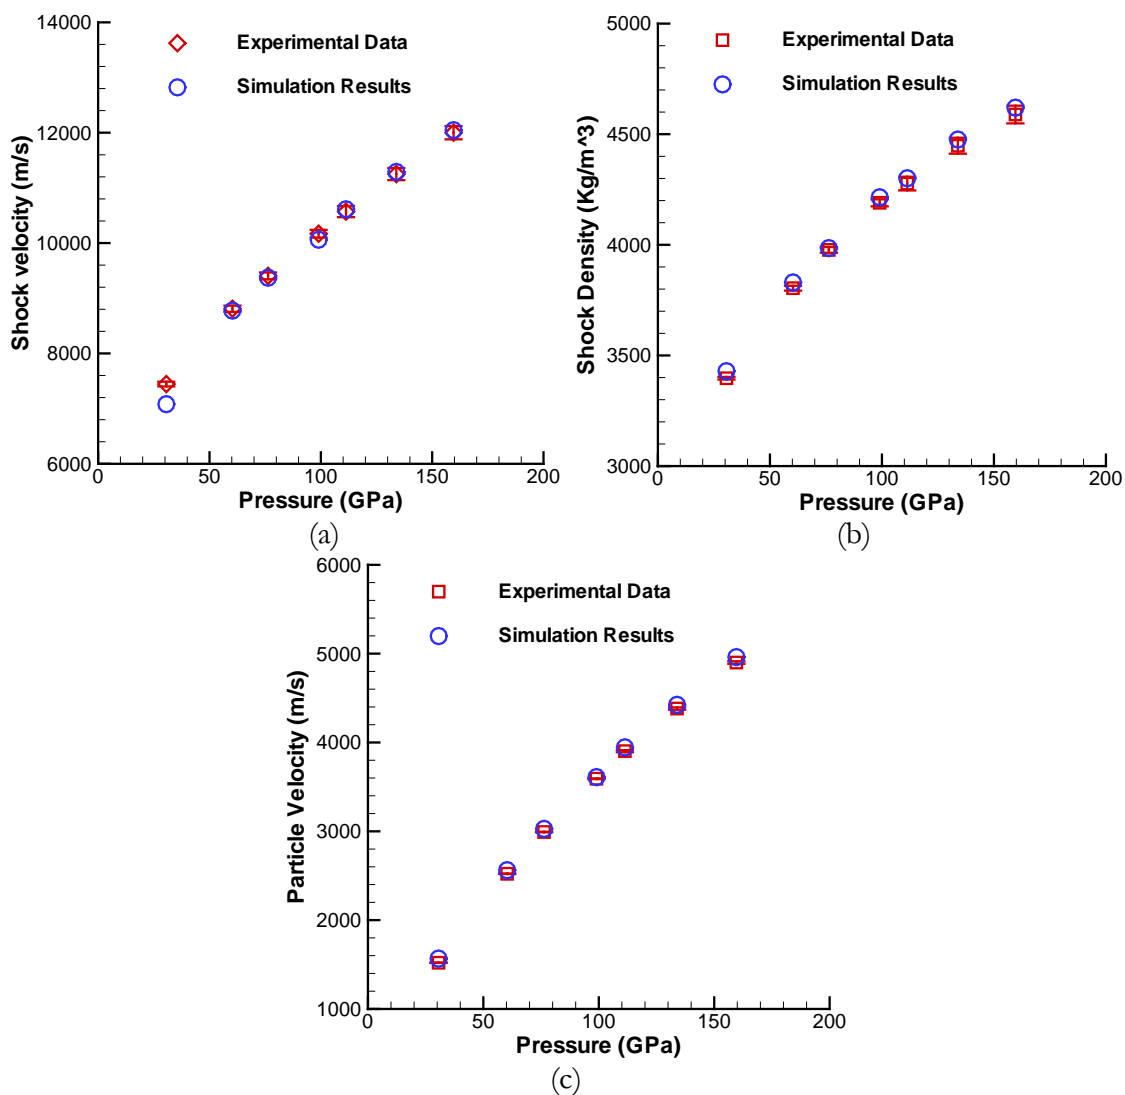 14000
12000
10000
8000
6000
0
50
100
150
200
Shock velocity (m/s)
Pressure (GPa)
Experimental Data
Simulation Results
(a)
5000
4500
4000
3500
3000
0
50
100
150
200
Shock Density (Kg/m^3)
Pressure (GPa)
Experimental Data
Simulation Results
(b)
6000
5000
4000
3000
2000
1000
0
50
100
150
200
Particle Velocity (m/s)
Pressure (GPa)
Experimental Data
Simulation Results
(c)